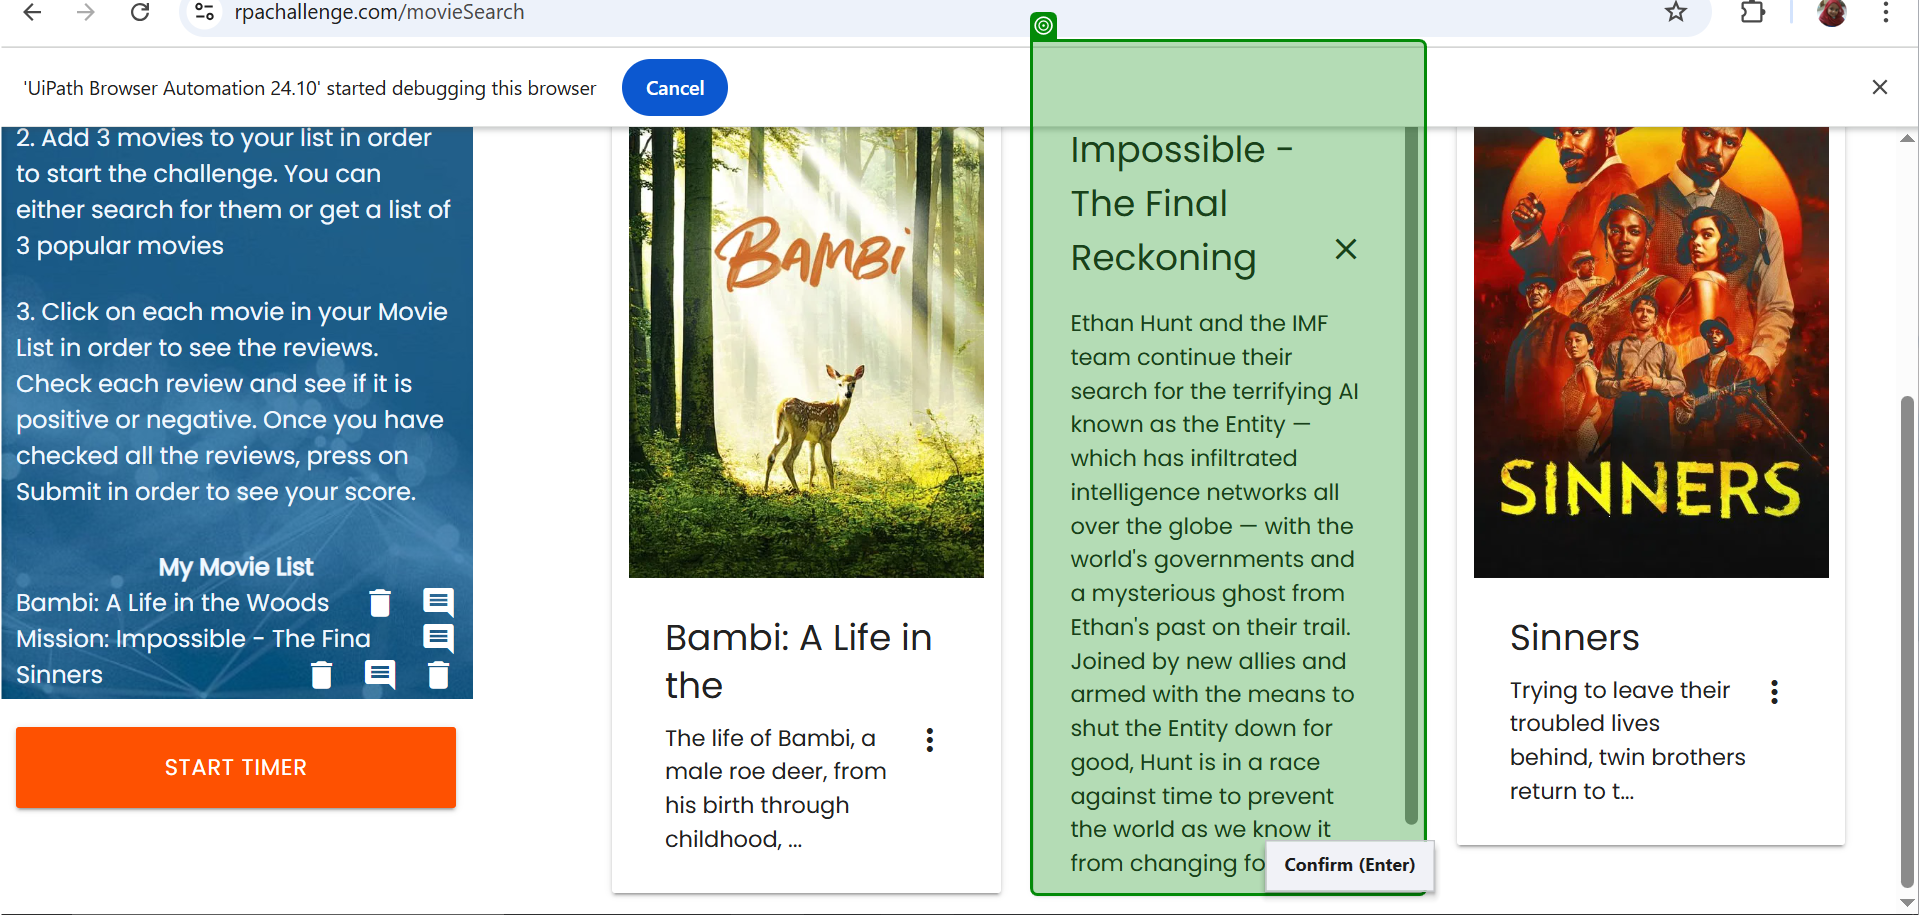 rpachallenge.com/movieSearch
'UiPath Browser Automation 24.10' started debugging this browser
Cancel
2. Add 3 movies to your list in order
to start the challenge. You can
either search for them or get a list of
3 popular movies
3. Click on each movie in your Movie
List in order to see the reviews.
Check each review and see if it is
positive or negative. Once you have
checked all the reviews, press on
Submit in order to see your score.
My Movie List
Bambi: A Life in the Woods
Mission: Impossible - The Fina
Sinners
START TIMER
BAMBI
Bambi: A Life in
the
The life of Bambi, a
male roe deer, from
his birth through
childhood, ...
Impossible -
The Final
Reckoning
Ethan Hunt and the IMF
team continue their
search for the terrifying AI
known as the Entity —
which has infiltrated
intelligence networks all
over the globe — with the
world's governments and
a mysterious ghost from
Ethan's past on their trail.
Joined by new allies and
armed with the means to
shut the Entity down for
good, Hunt is in a race
against time to prevent
the world as we know it
from changing fo
Confirm (Enter)
SINNERS
Sinners
Trying to leave their
troubled lives
behind, twin brothers
return to t...